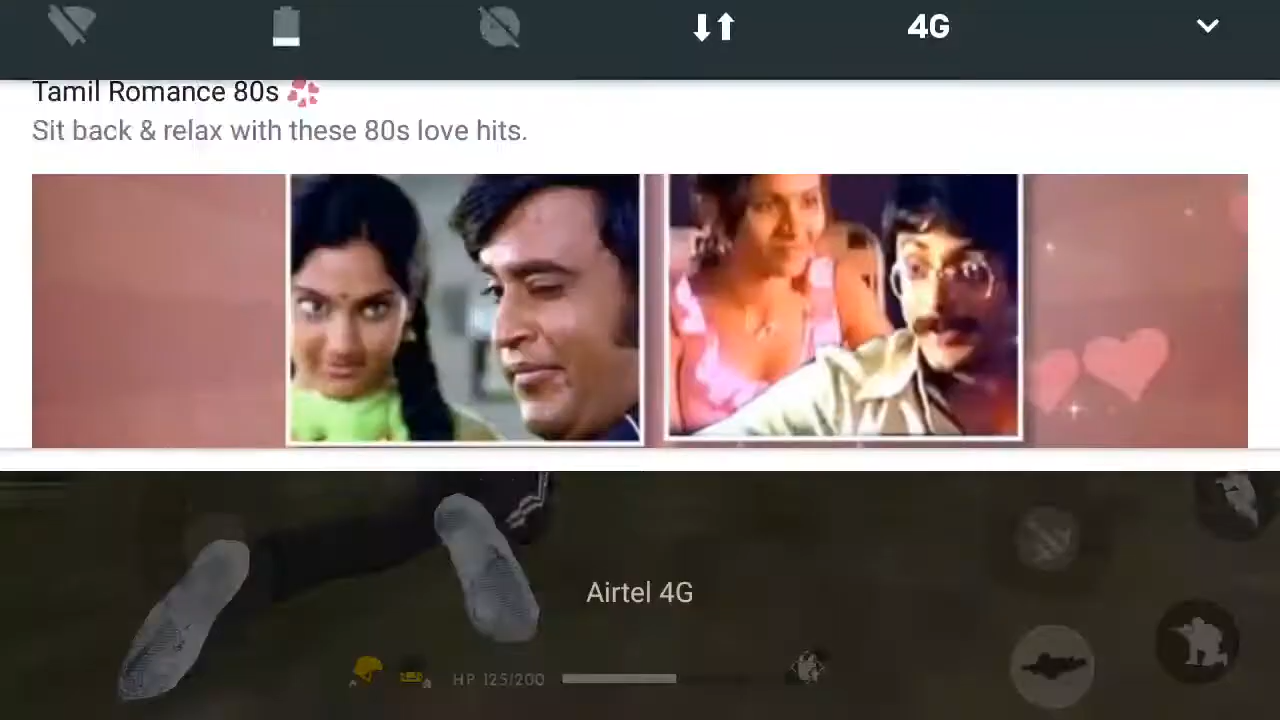 4G
Tamil Romance 80s 💞
Sit back & relax with these 80s love hits.
Airtel 4G
HP 125/200